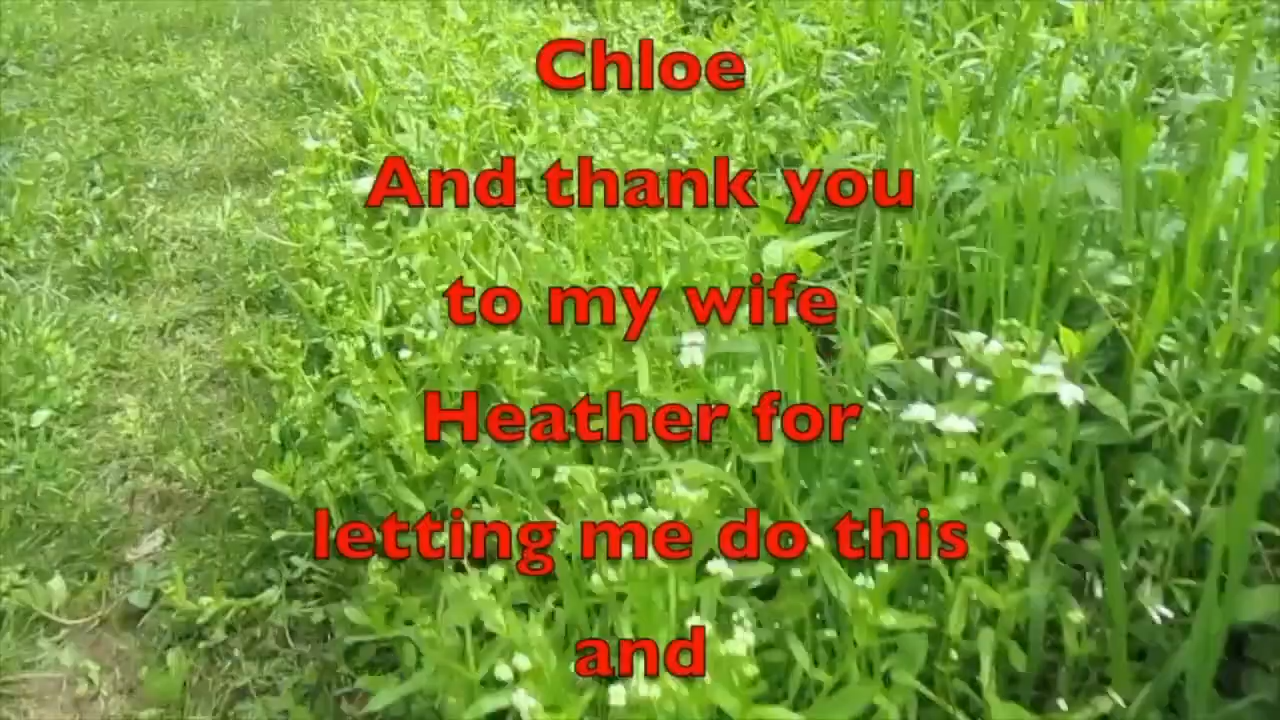 Chloe
And thank you
to my wife
Heather for
letting me do this
and